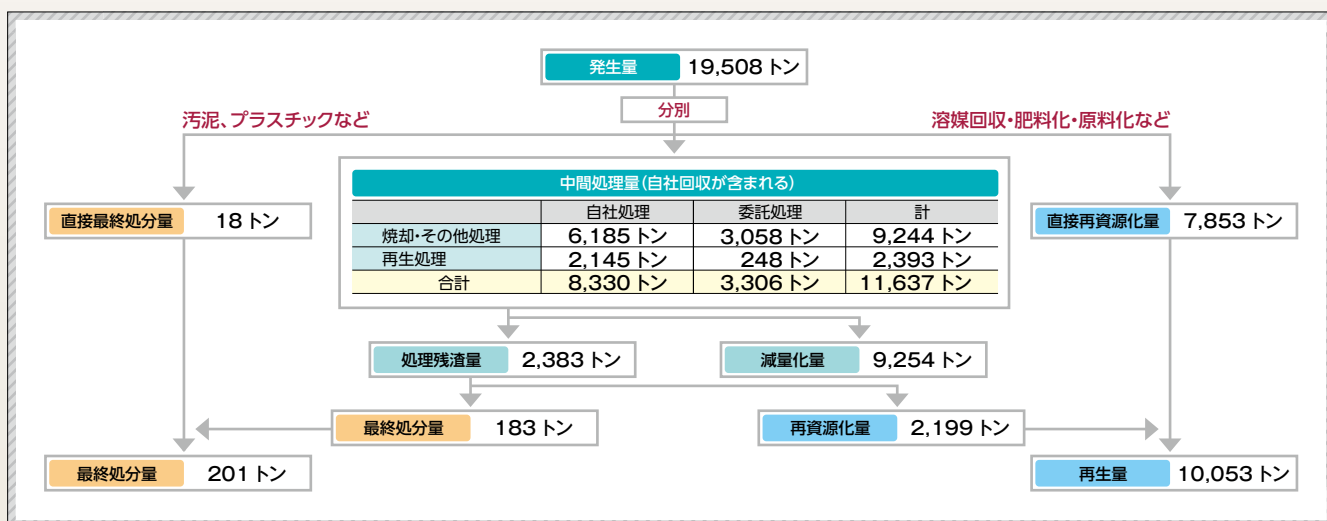 発生量 19,508 トン
分別
汚泥、プラスチックなど
溶媒回収・肥料化・原料化など
中間処理量(自社回収が含まれる)
自社処理 委託処理 計
焼却・その他処理 6,185 トン 3,058 トン 9,244 トン
再生処理 2,145 トン 248 トン 2,393 トン
合計 8,330 トン 3,306 トン 11,637 トン
直接最終処分量 18 トン
直接再資源化量 7,853 トン
処理残渣量 2,383 トン
減量化量 9,254 トン
最終処分量 183 トン
再資源化量 2,199 トン
最終処分量 201 トン
再生量 10,053 トン